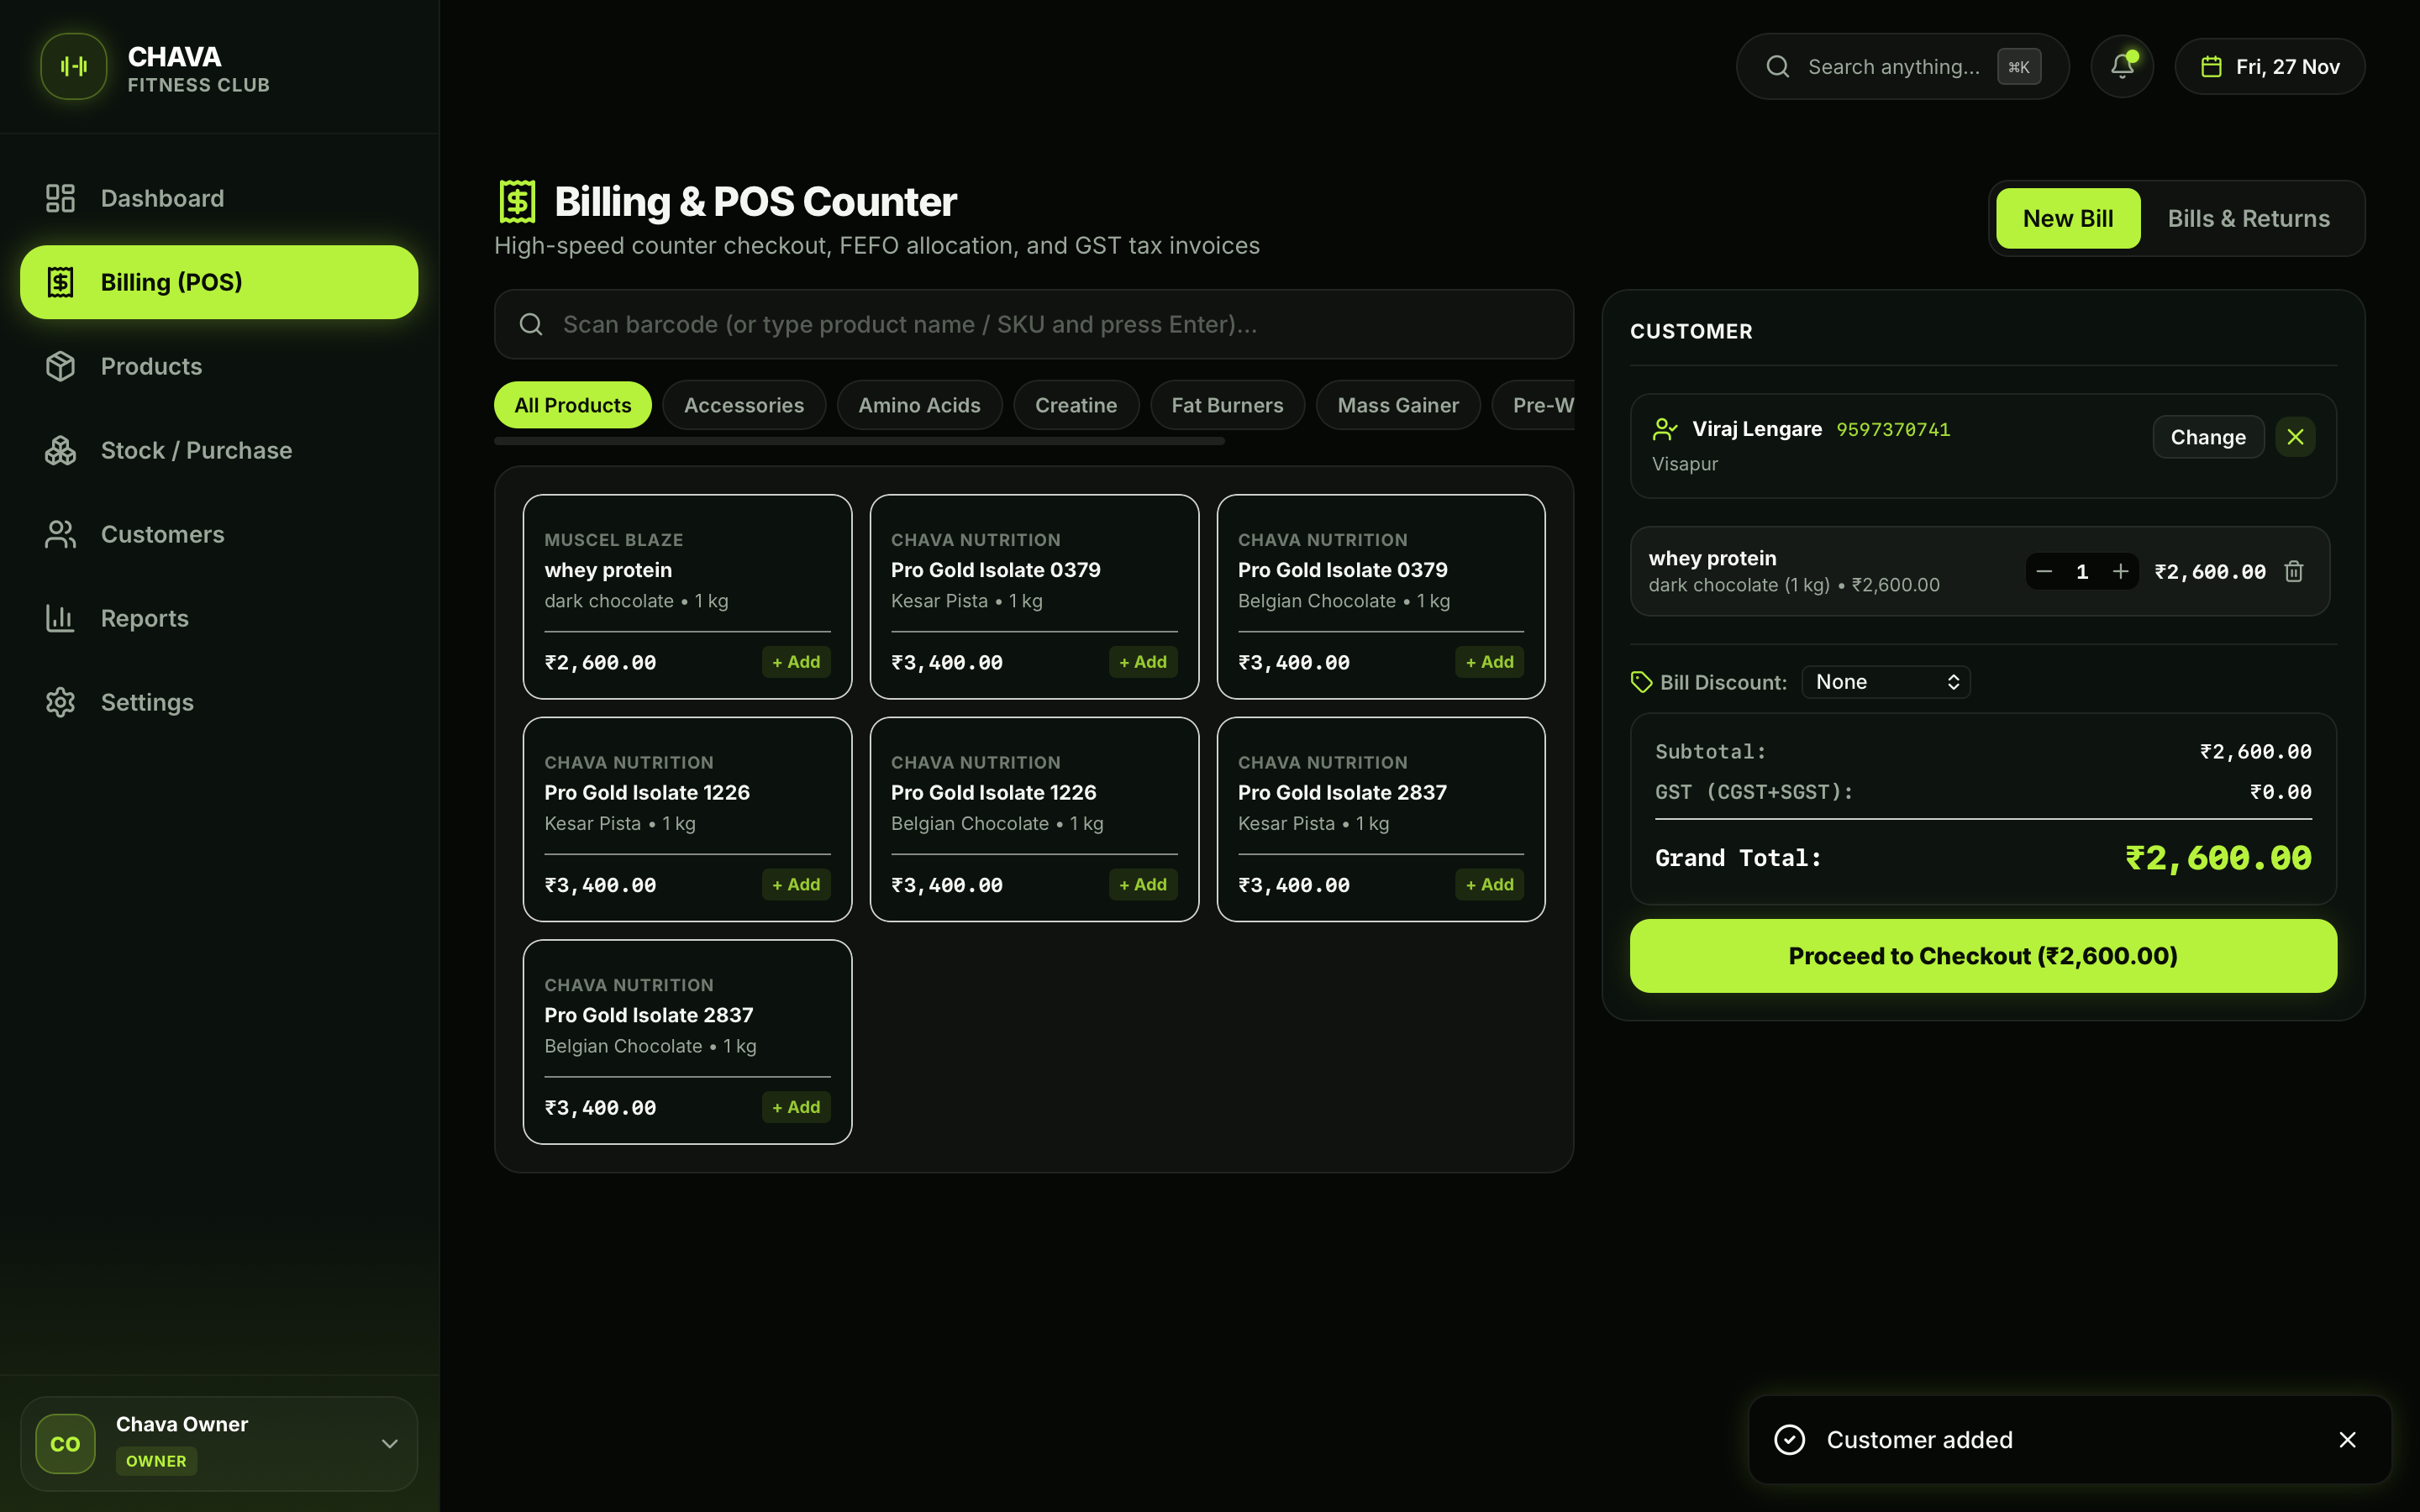 CHAVA
FITNESS CLUB
Dashboard
Billing (POS)
Products
Stock / Purchase
Customers
Reports
Settings
CO
Chava Owner
OWNER
Search anything...
⌘K
Fri, 27 Nov
Billing & POS Counter
High-speed counter checkout, FEFO allocation, and GST tax invoices
New Bill
Bills & Returns
Scan barcode (or type product name / SKU and press Enter)...
All Products
Accessories
Amino Acids
Creatine
Fat Burners
Mass Gainer
Pre-W
MUSCEL BLAZE
whey protein
dark chocolate • 1 kg
₹2,600.00
+ Add
CHAVA NUTRITION
Pro Gold Isolate 0379
Kesar Pista • 1 kg
₹3,400.00
+ Add
CHAVA NUTRITION
Pro Gold Isolate 0379
Belgian Chocolate • 1 kg
₹3,400.00
+ Add
CHAVA NUTRITION
Pro Gold Isolate 1226
Kesar Pista • 1 kg
₹3,400.00
+ Add
CHAVA NUTRITION
Pro Gold Isolate 1226
Belgian Chocolate • 1 kg
₹3,400.00
+ Add
CHAVA NUTRITION
Pro Gold Isolate 2837
Kesar Pista • 1 kg
₹3,400.00
+ Add
CHAVA NUTRITION
Pro Gold Isolate 2837
Belgian Chocolate • 1 kg
₹3,400.00
+ Add
CUSTOMER
Viraj Lengare 9597370741
Visapur
Change
whey protein
dark chocolate (1 kg) • ₹2,600.00
1
₹2,600.00
Bill Discount: None
Subtotal: ₹2,600.00
GST (CGST+SGST): ₹0.00
Grand Total: ₹2,600.00
Proceed to Checkout (₹2,600.00)
Customer added